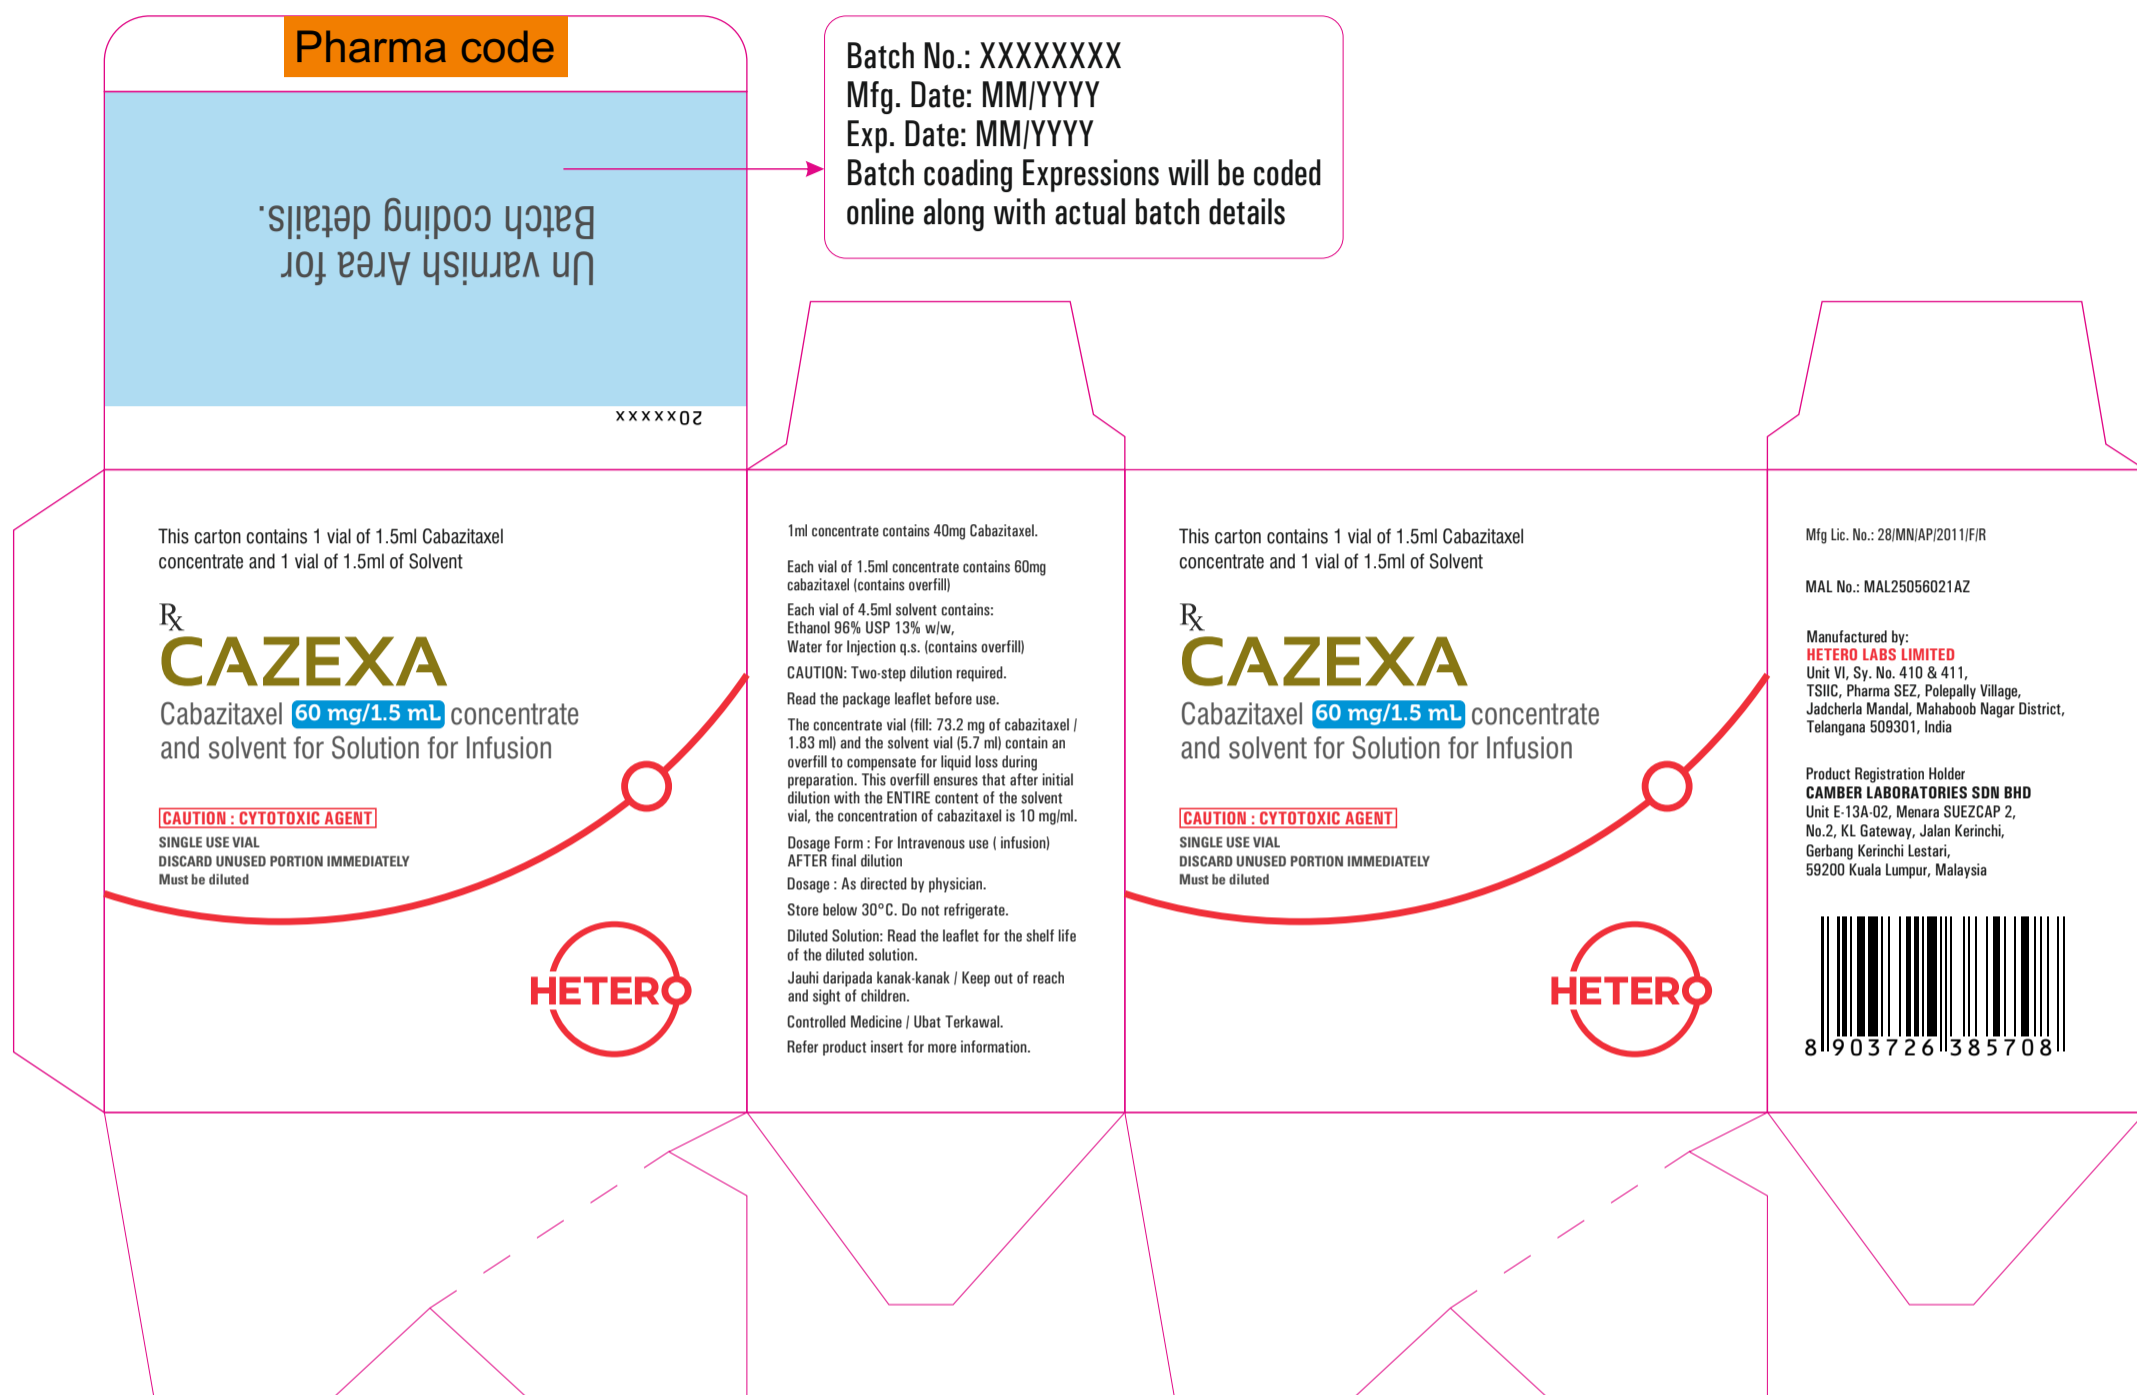 Pharma code
Un varnish Area for
Batch coding details.
20xxxxx
Batch No.: XXXXXXXX
Mfg. Date: MM/YYYY
Exp. Date: MM/YYYY
Batch coading Expressions will be coded
online along with actual batch details
This carton contains 1 vial of 1.5ml Cabazitaxel
concentrate and 1 vial of 1.5ml of Solvent
Rx
CAZEXA
Cabazitaxel 60 mg/1.5 mL concentrate
and solvent for Solution for Infusion
CAUTION : CYTOTOXIC AGENT
SINGLE USE VIAL
DISCARD UNUSED PORTION IMMEDIATELY
Must be diluted
HETERO
1ml concentrate contains 40mg Cabazitaxel.
Each vial of 1.5ml concentrate contains 60mg
cabazitaxel (contains overfill)
Each vial of 4.5ml solvent contains:
Ethanol 96% USP 13% w/w,
Water for Injection q.s. (contains overfill)
CAUTION: Two-step dilution required.
Read the package leaflet before use.
The concentrate vial (fill: 73.2 mg of cabazitaxel /
1.83 ml) and the solvent vial (5.7 ml) contain an
overfill to compensate for liquid loss during
preparation. This overfill ensures that after initial
dilution with the ENTIRE content of the solvent
vial, the concentration of cabazitaxel is 10 mg/ml.
Dosage Form : For Intravenous use ( infusion)
AFTER final dilution
Dosage : As directed by physician.
Store below 30°C. Do not refrigerate.
Diluted Solution: Read the leaflet for the shelf life
of the diluted solution.
Jauhi daripada kanak-kanak / Keep out of reach
and sight of children.
Controlled Medicine / Ubat Terkawal.
Refer product insert for more information.
This carton contains 1 vial of 1.5ml Cabazitaxel
concentrate and 1 vial of 1.5ml of Solvent
Rx
CAZEXA
Cabazitaxel 60 mg/1.5 mL concentrate
and solvent for Solution for Infusion
CAUTION : CYTOTOXIC AGENT
SINGLE USE VIAL
DISCARD UNUSED PORTION IMMEDIATELY
Must be diluted
HETERO
Mfg Lic. No.: 28/MN/AP/2011/F/R
MAL No.: MAL25056021AZ
Manufactured by:
HETERO LABS LIMITED
Unit VI, Sy. No. 410 & 411,
TSIIC, Pharma SEZ, Polepally Village,
Jadcherla Mandal, Mahaboob Nagar District,
Telangana 509301, India
Product Registration Holder
CAMBER LABORATORIES SDN BHD
Unit E-13A-02, Menara SUEZCAP 2,
No.2, KL Gateway, Jalan Kerinchi,
Gerbang Kerinchi Lestari,
59200 Kuala Lumpur, Malaysia
8 903726 385708